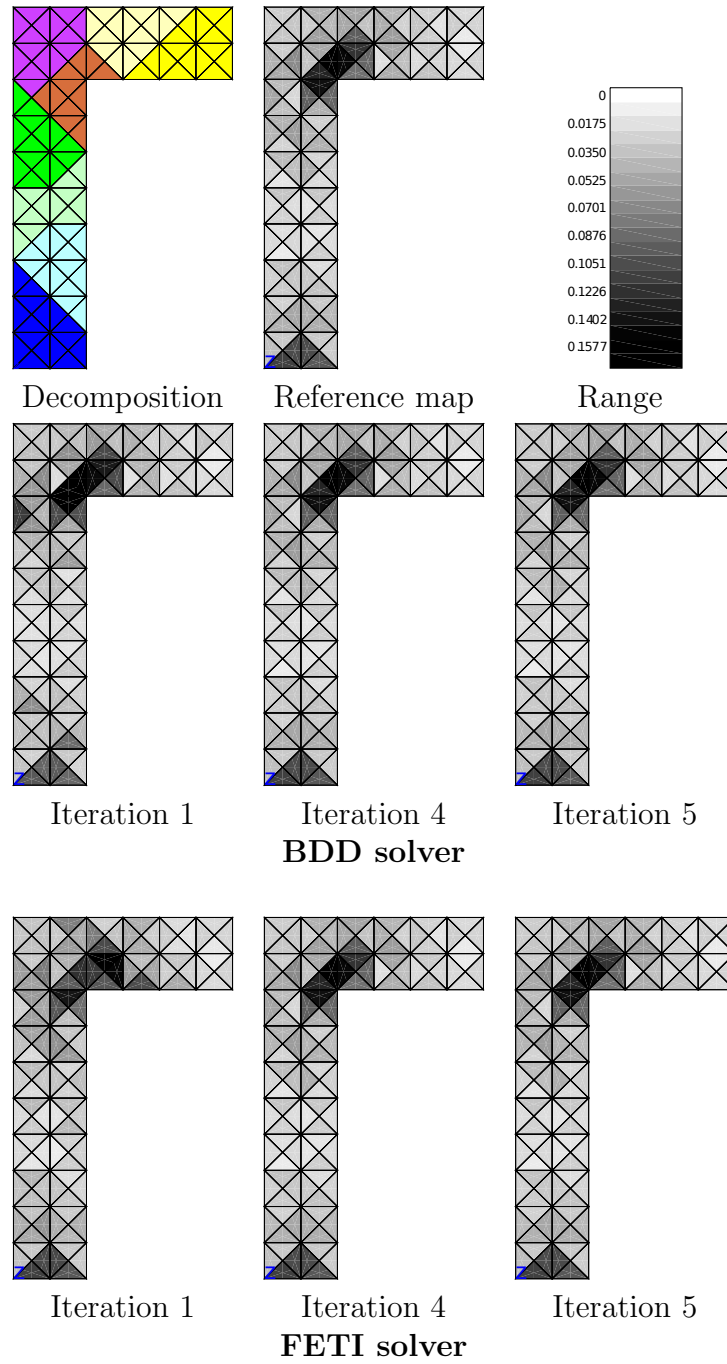 0
0.0175
0.0350
0.0525
0.0701
0.0876
0.1051
0.1226
0.1402
0.1577
Z
Decomposition
Reference map
Range
Z
Z
Z
Iteration 1
Iteration 4
Iteration 5
BDD solver
Z
Z
Z
Iteration 1
Iteration 4
Iteration 5
FETI solver